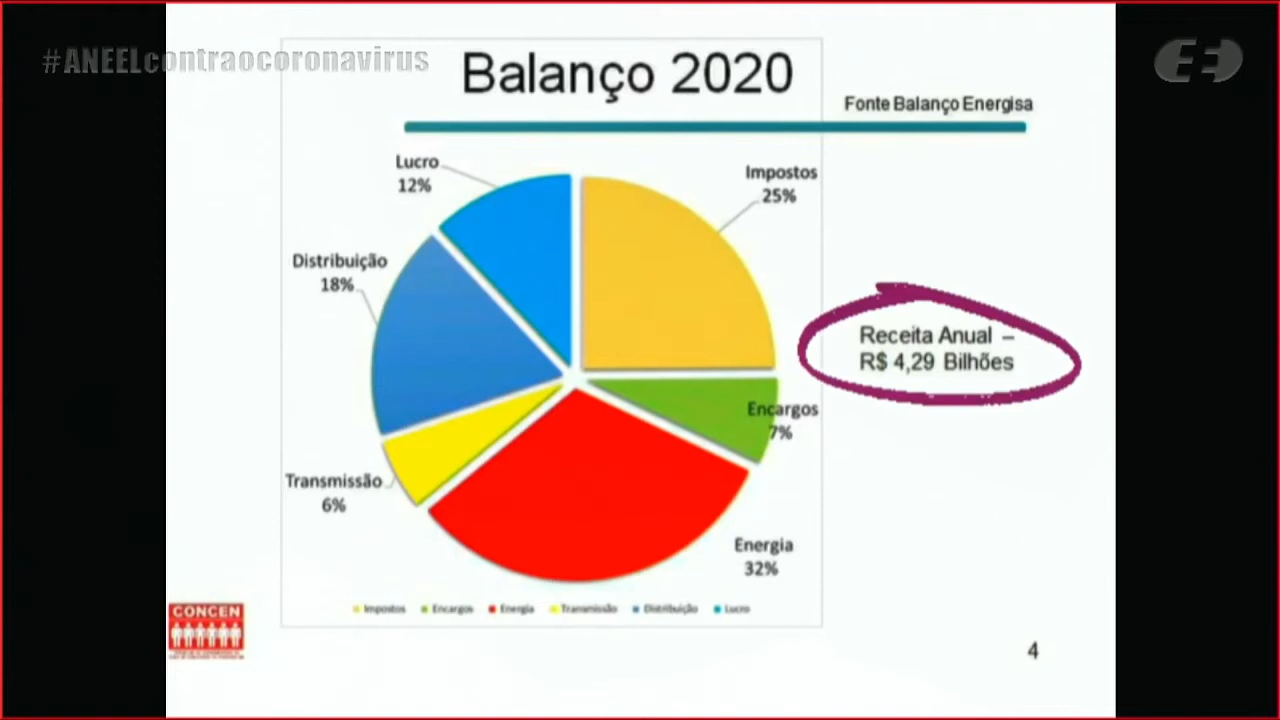 #ANEELcontraocoronavirus
Balanço 2020
Fonte Balanço Energisa
Lucro
12%
Impostos
25%
Distribuição
18%
Receita Anual –
R$ 4,29 Bilhões
Encargos
7%
Transmissão
6%
Energia
32%
Impostos Encargos Energia Transmissão Distribuição Lucro
CONCEN
4